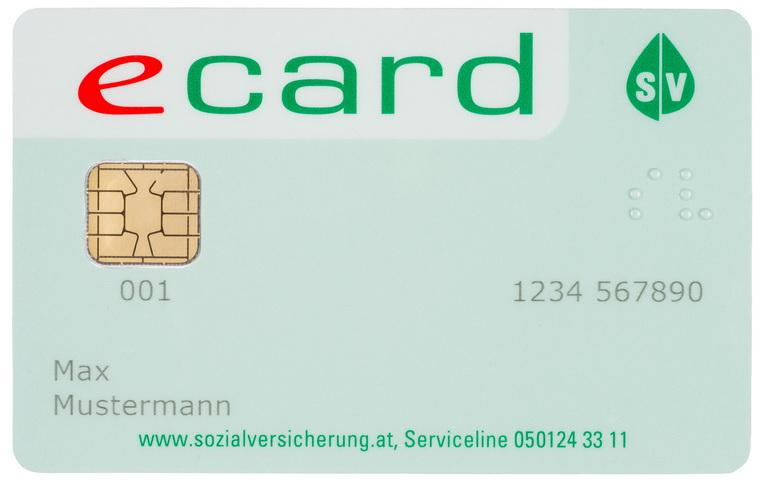 ecard
SV
001
1234 567890
Max
Mustermann
www.sozialversicherung.at, Serviceline 050124 33 11